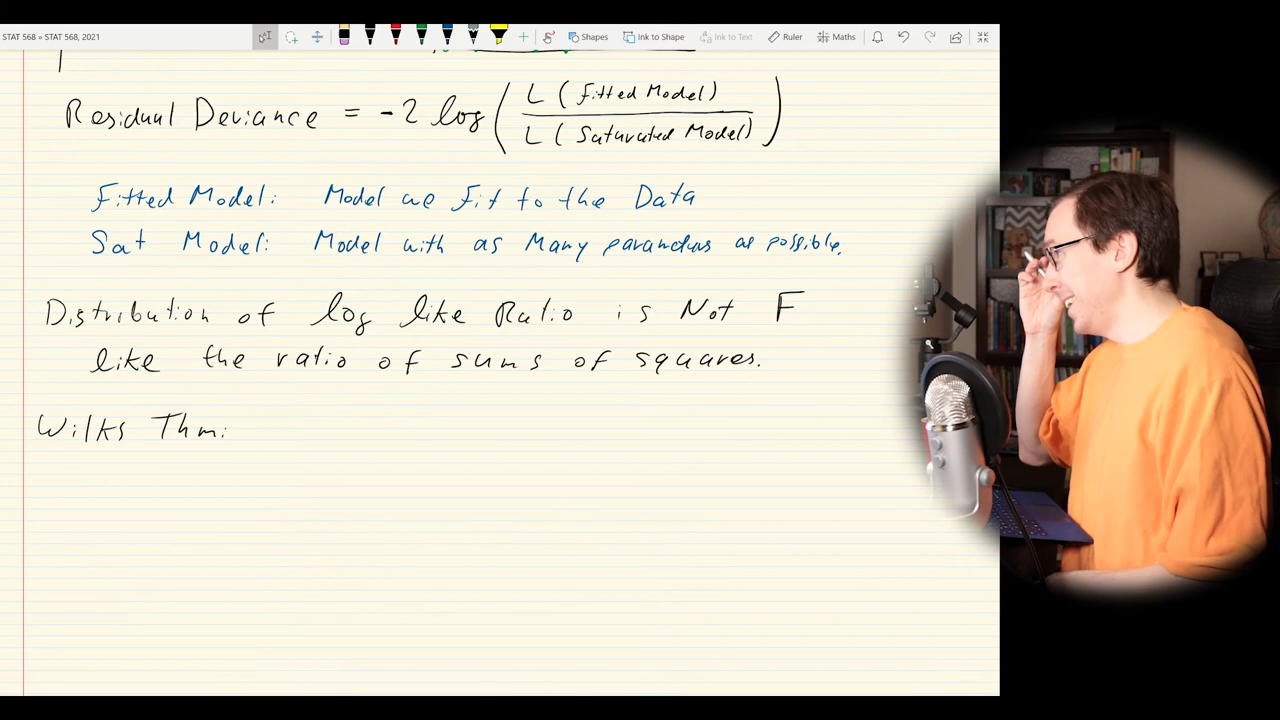 STAT 568 » STAT 568, 2021
Shapes
Ink to Shape
Ink to Text
Ruler
Maths
Residual Deviance = -2 log( L (Fitted Model) / L (Saturated Model) )
Fitted Model: Model we fit to the Data
Sat Model: Model with as Many as possible.
Distribution of log like Ratio is Not F
like the ratio of sums of squares.
Wilks Thm: